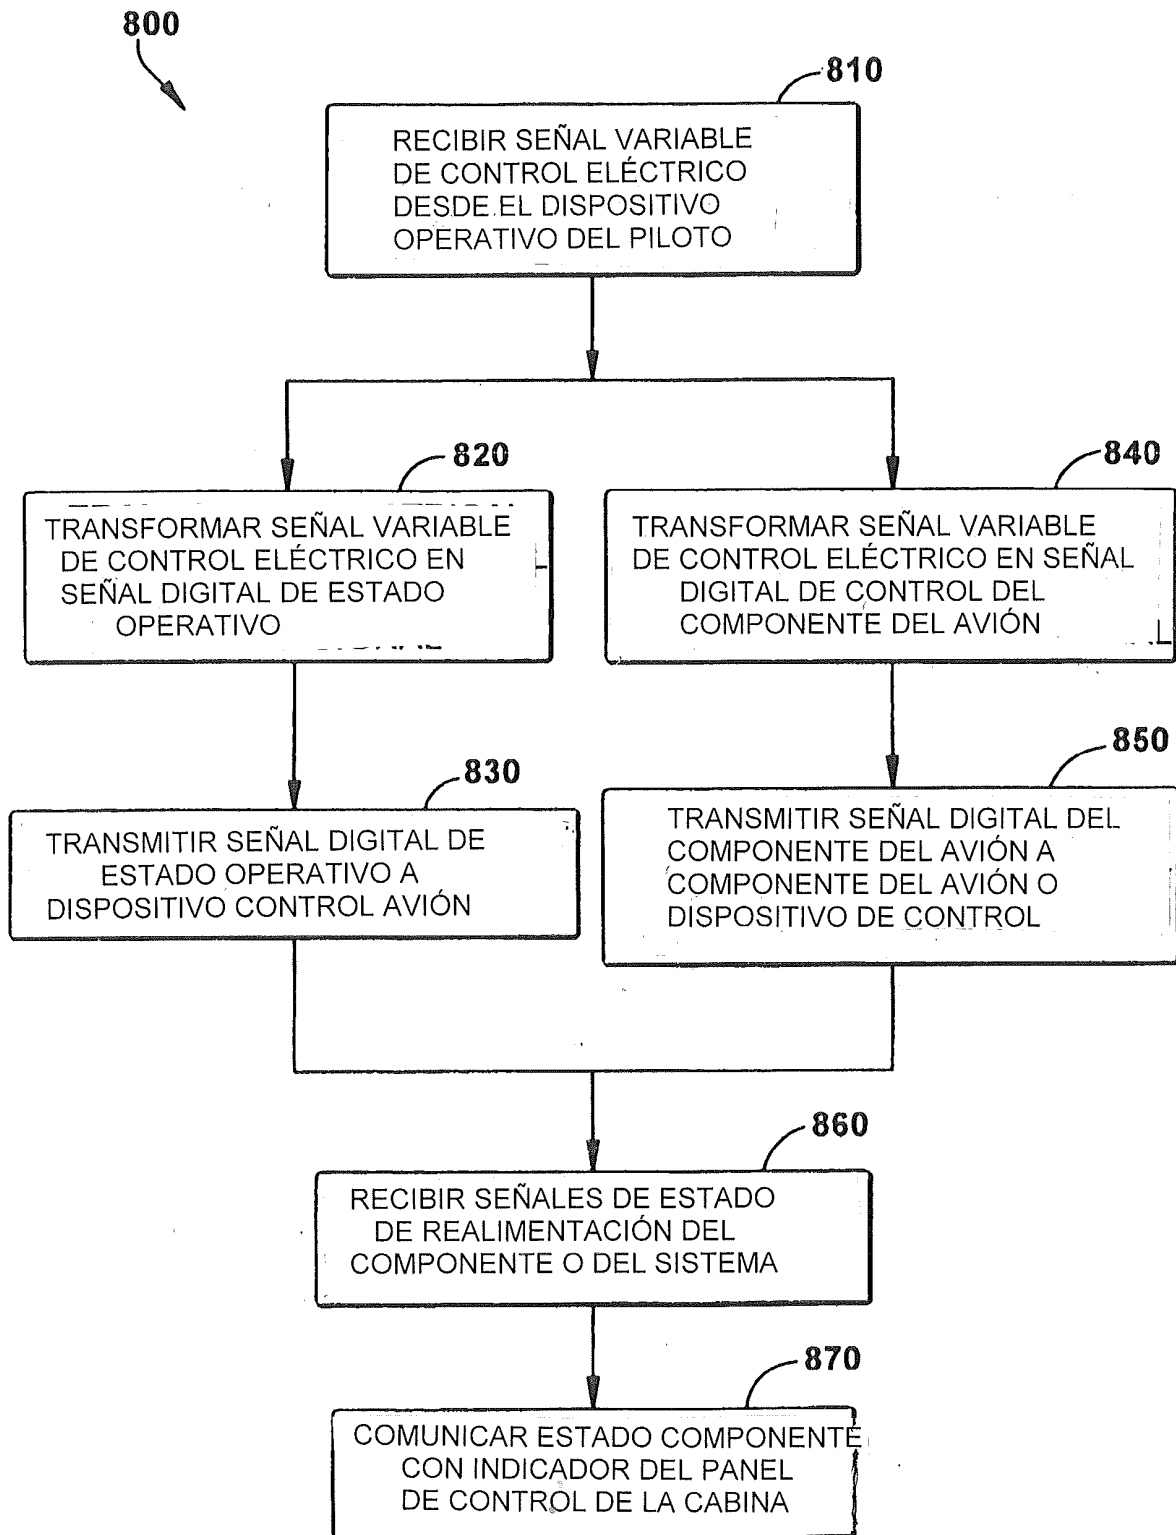 800
810
RECIBIR SEÑAL VARIABLE
DE CONTROL ELÉCTRICO
DESDE EL DISPOSITIVO
OPERATIVO DEL PILOTO
820
TRANSFORMAR SEÑAL VARIABLE
DE CONTROL ELÉCTRICO EN
SEÑAL DIGITAL DE ESTADO
OPERATIVO
840
TRANSFORMAR SEÑAL VARIABLE
DE CONTROL ELÉCTRICO EN SEÑAL
DIGITAL DE CONTROL DEL
COMPONENTE DEL AVIÓN
830
TRANSMITIR SEÑAL DIGITAL DE
ESTADO OPERATIVO A
DISPOSITIVO CONTROL AVIÓN
850
TRANSMITIR SEÑAL DIGITAL DEL
COMPONENTE DEL AVIÓN A
COMPONENTE DEL AVIÓN O
DISPOSITIVO DE CONTROL
860
RECIBIR SEÑALES DE ESTADO
DE REALIMENTACIÓN DEL
COMPONENTE O DEL SISTEMA
870
COMUNICAR ESTADO COMPONENTE
CON INDICADOR DEL PANEL
DE CONTROL DE LA CABINA